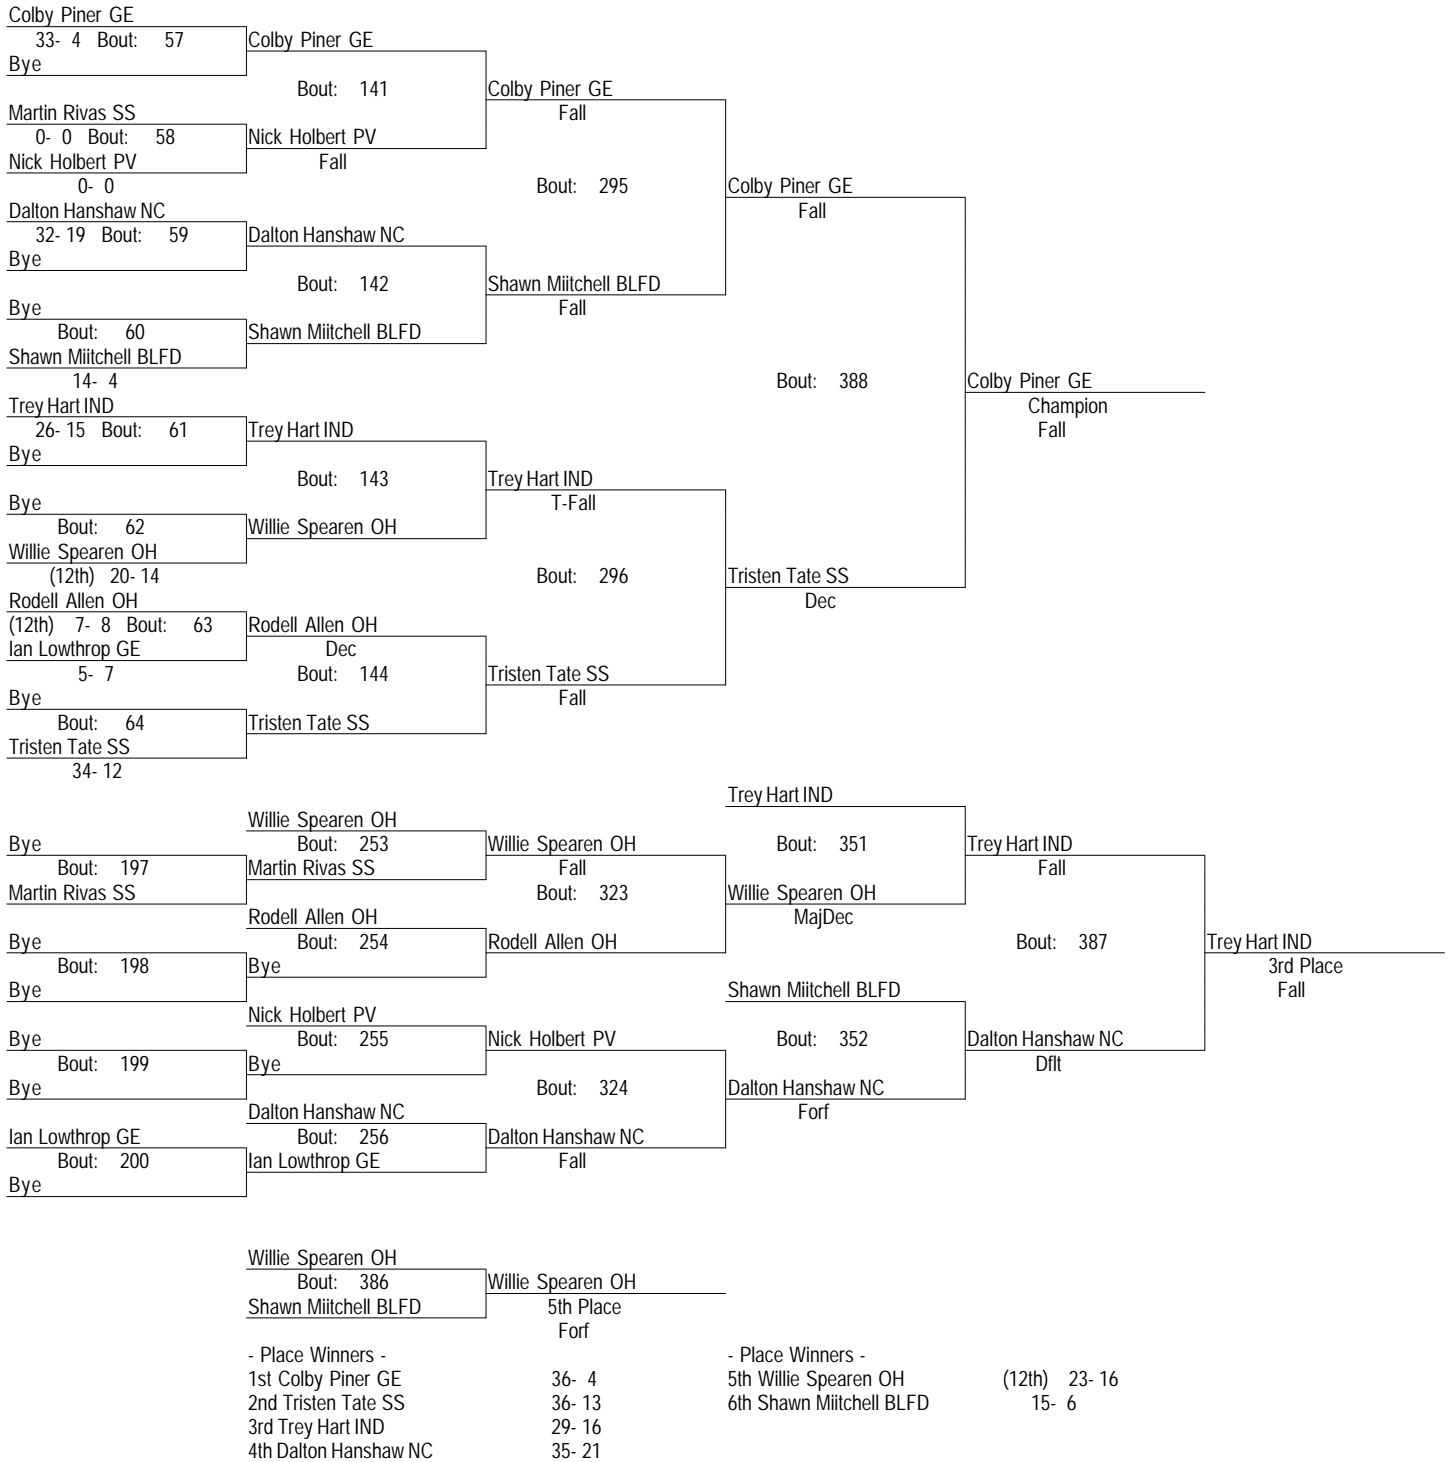 Colby Piner GE
33- 4 Bout: 57 Colby Piner GE
Bye
Bout: 141 Colby Piner GE
Martin Rivas SS Fall
0- 0 Bout: 58 Nick Holbert PV
Nick Holbert PV Fall
0- 0 Bout: 295 Colby Piner GE
Dalton Hanshaw NC Fall
32- 19 Bout: 59 Dalton Hanshaw NC
Bye
Bout: 142 Shawn Miitchell BLFD
Bye Fall
Bout: 60 Shawn Miitchell BLFD
Shawn Miitchell BLFD
14- 4 Bout: 388 Colby Piner GE
Trey Hart IND Champion
26- 15 Bout: 61 Trey Hart IND Fall
Bye
Bout: 143 Trey Hart IND
Bye T-Fall
Bout: 62 Willie Spearen OH
Willie Spearen OH
(12th) 20- 14 Bout: 296 Tristen Tate SS
Rodell Allen OH Dec
(12th) 7- 8 Bout: 63 Rodell Allen OH
Ian Lowthrop GE Dec
5- 7 Bout: 144 Tristen Tate SS
Bye Fall
Bout: 64 Tristen Tate SS
Tristen Tate SS
34- 12
Trey Hart IND
Willie Spearen OH
Bye Bout: 253 Willie Spearen OH Bout: 351 Trey Hart IND
Bout: 197 Martin Rivas SS Fall Fall
Martin Rivas SS Bout: 323 Willie Spearen OH
Rodell Allen OH MajDec
Bye Bout: 254 Rodell Allen OH Bout: 387 Trey Hart IND
Bout: 198 Bye 3rd Place
Bye Shawn Miitchell BLFD Fall
Nick Holbert PV
Bye Bout: 255 Nick Holbert PV Bout: 352 Dalton Hanshaw NC
Bout: 199 Bye Dflt
Bye Bout: 324 Dalton Hanshaw NC
Dalton Hanshaw NC Forf
Ian Lowthrop GE Bout: 256 Dalton Hanshaw NC
Bout: 200 Ian Lowthrop GE Fall
Bye
Willie Spearen OH
Bout: 386 Willie Spearen OH
Shawn Miitchell BLFD 5th Place
Forf
- Place Winners - - Place Winners -
1st Colby Piner GE 36- 4 5th Willie Spearen OH (12th) 23- 16
2nd Tristen Tate SS 36- 13 6th Shawn Miitchell BLFD 15- 6
3rd Trey Hart IND 29- 16
4th Dalton Hanshaw NC 35- 21